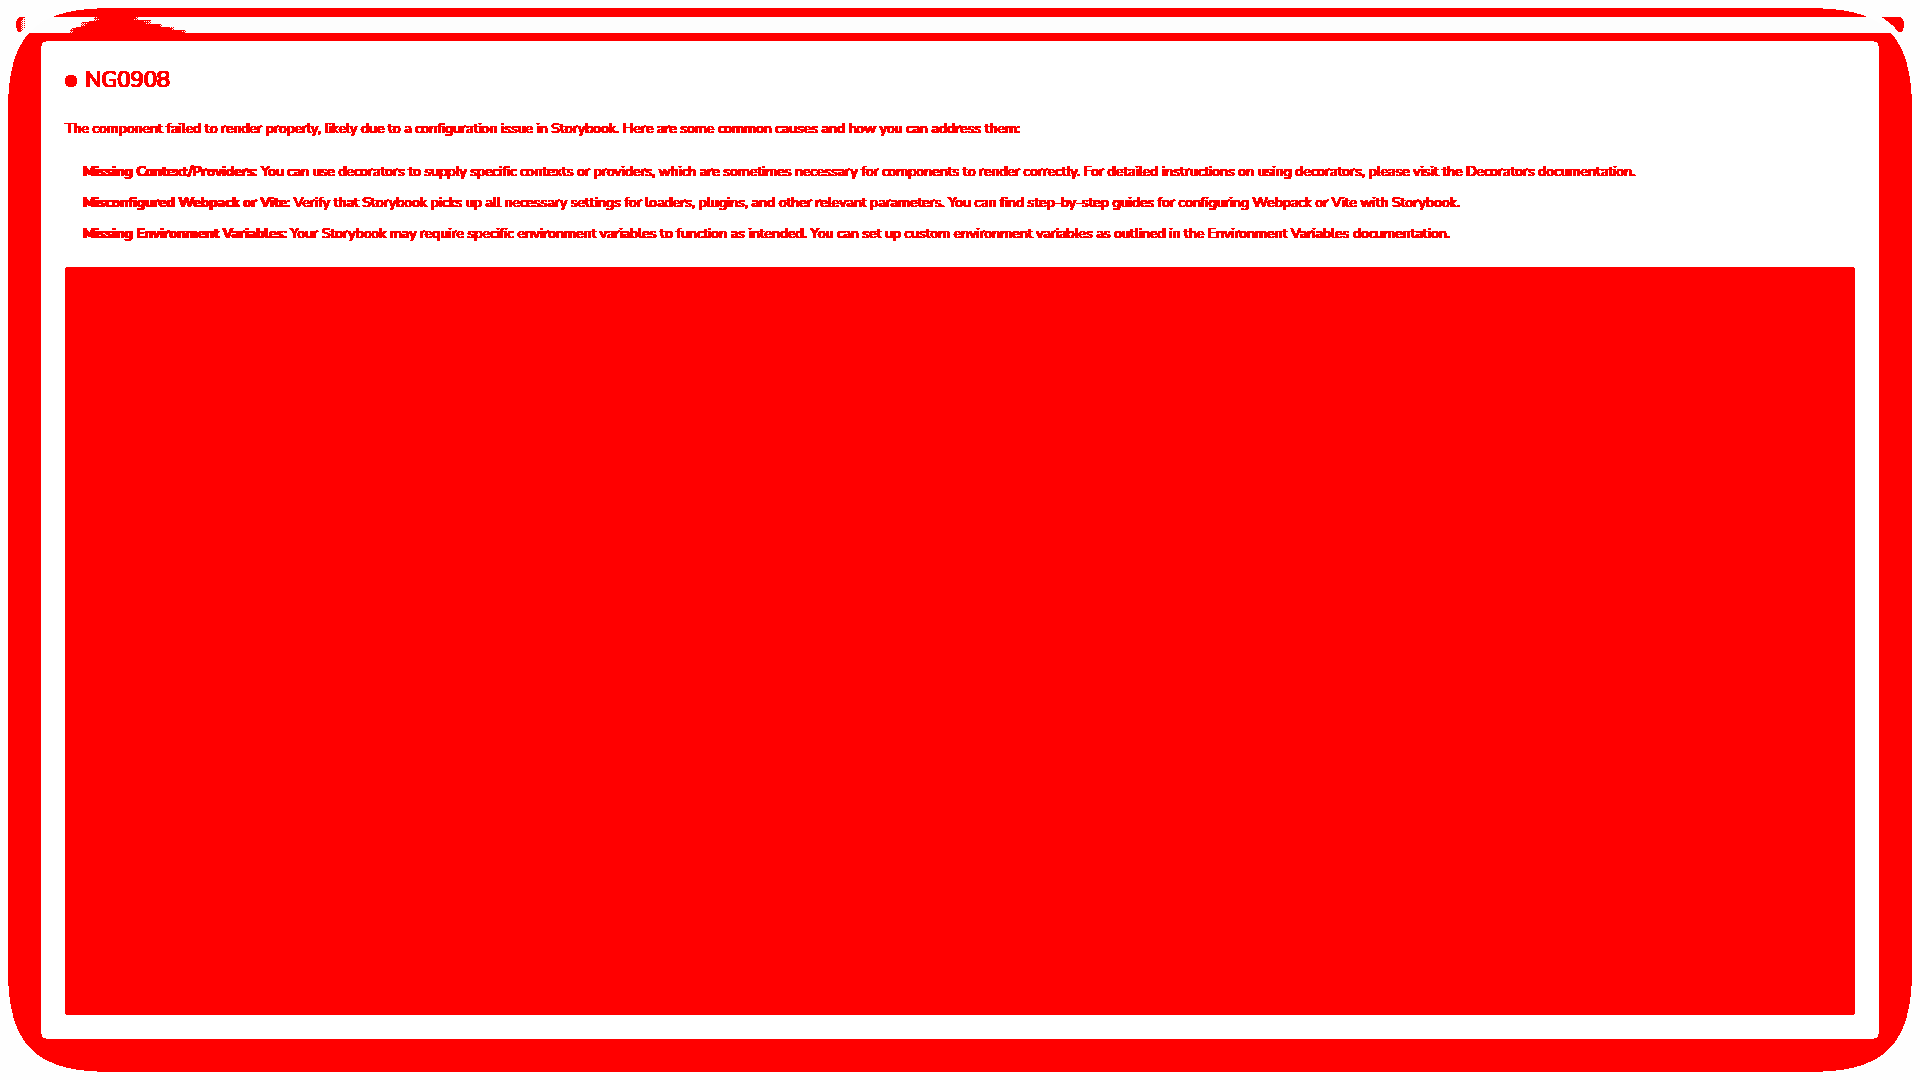 NG0908
The component failed to render properly, likely due to a configuration issue in Storybook. Here are some common causes and how you can address them:
Missing Context/Providers: You can use decorators to supply specific contexts or providers, which are sometimes necessary for components to render correctly. For detailed instructions on using decorators, please visit the Decorators documentation.
Misconfigured Webpack or Vite: Verify that Storybook picks up all necessary settings for loaders, plugins, and other relevant parameters. You can find step-by-step guides for configuring Webpack or Vite with Storybook.
Missing Environment Variables: Your Storybook may require specific environment variables to function as intended. You can set up custom environment variables as outlined in the Environment Variables documentation.